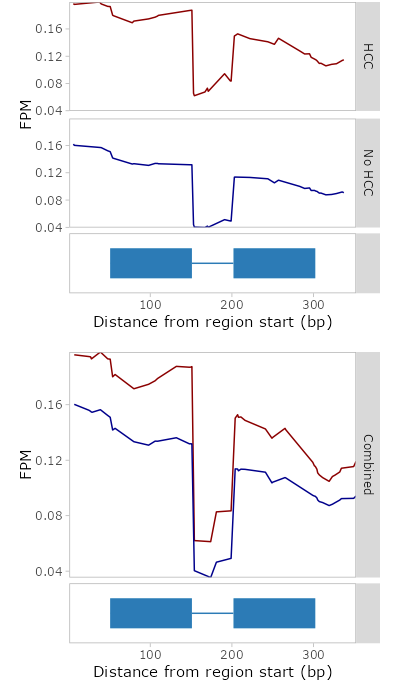 0.16
0.12
0.08
0.04
HCC
FPM
0.16
0.12
0.08
0.04
No HCC
100 200 300
Distance from region start (bp)
0.16
0.12
0.08
0.04
FPM
Combined
100 200 300
Distance from region start (bp)